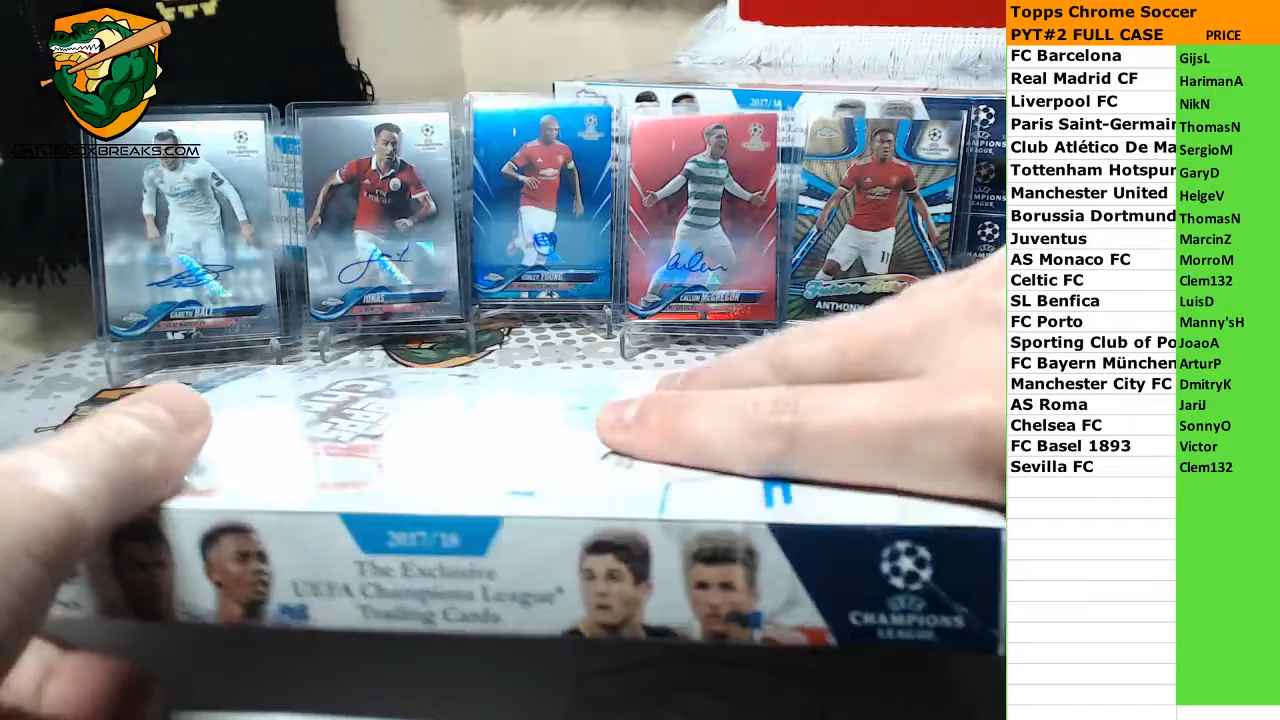 GATORBOXBREAKS.COM
CHAMPIONS
LEAGUE
GARETH BALE
JONAS
ASHLEY YOUNG
CALLUM McGREGOR
ANTHONY
2017/18
2017/18
The Exclusive
UEFA Champions League®
Trading Cards
CHAMPIONS
LEAGUE
Topps Chrome Soccer
PYT#2 FULL CASE PRICE
FC Barcelona GijsL
Real Madrid CF HarimanA
Liverpool FC NikN
Paris Saint-Germain ThomasN
Club Atlético De Ma SergioM
Tottenham Hotspur GaryD
Manchester United HelgeV
Borussia Dortmund ThomasN
Juventus MarcinZ
AS Monaco FC MorroM
Celtic FC Clem132
SL Benfica LuisD
FC Porto Manny'sH
Sporting Club of Po JoaoA
FC Bayern München ArturP
Manchester City FC DmitryK
AS Roma JariJ
Chelsea FC SonnyO
FC Basel 1893 Victor
Sevilla FC Clem132